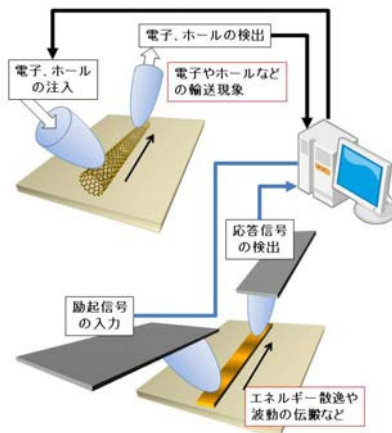 電子、ホールの検出
電子、ホール
の注入
電子やホールなど
の輸送現象
応答信号
の検出
励起信号
の入力
エネルギー散逸や
波動の伝搬など